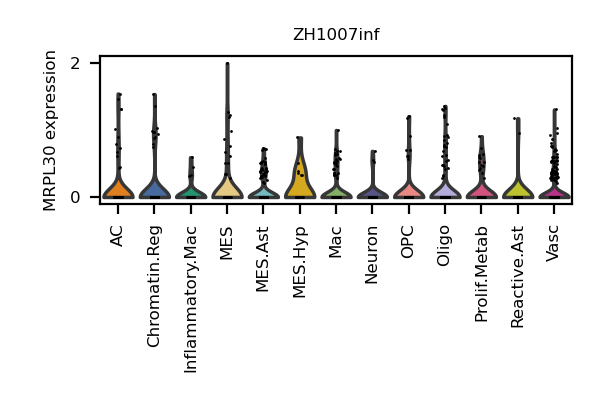 ZH1007inf
MRPL30 expression
2
0
AC
Chromatin.Reg
Inflammatory.Mac
MES
MES.Ast
MES.Hyp
Mac
Neuron
OPC
Oligo
Prolif.Metab
Reactive.Ast
Vasc